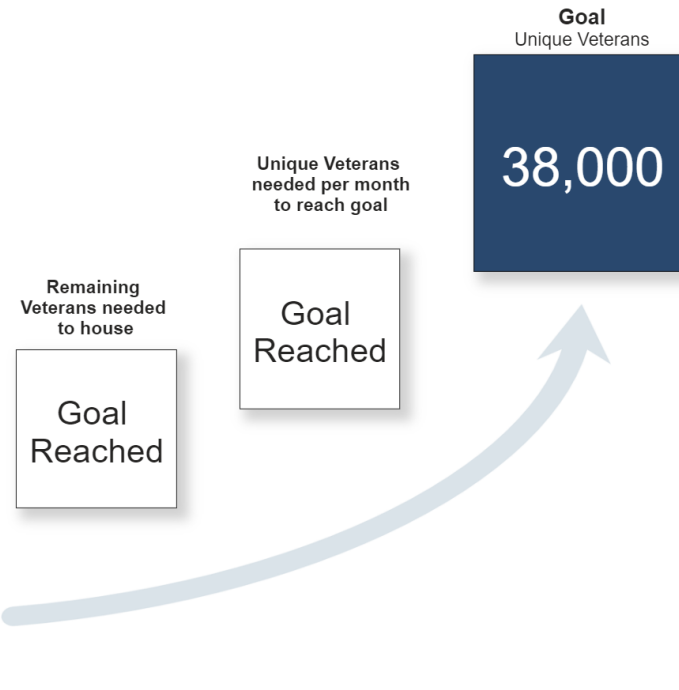 Goal
Unique Veterans
38,000
Unique Veterans
needed per month
to reach goal
Goal
Reached
Remaining
Veterans needed
to house
Goal
Reached